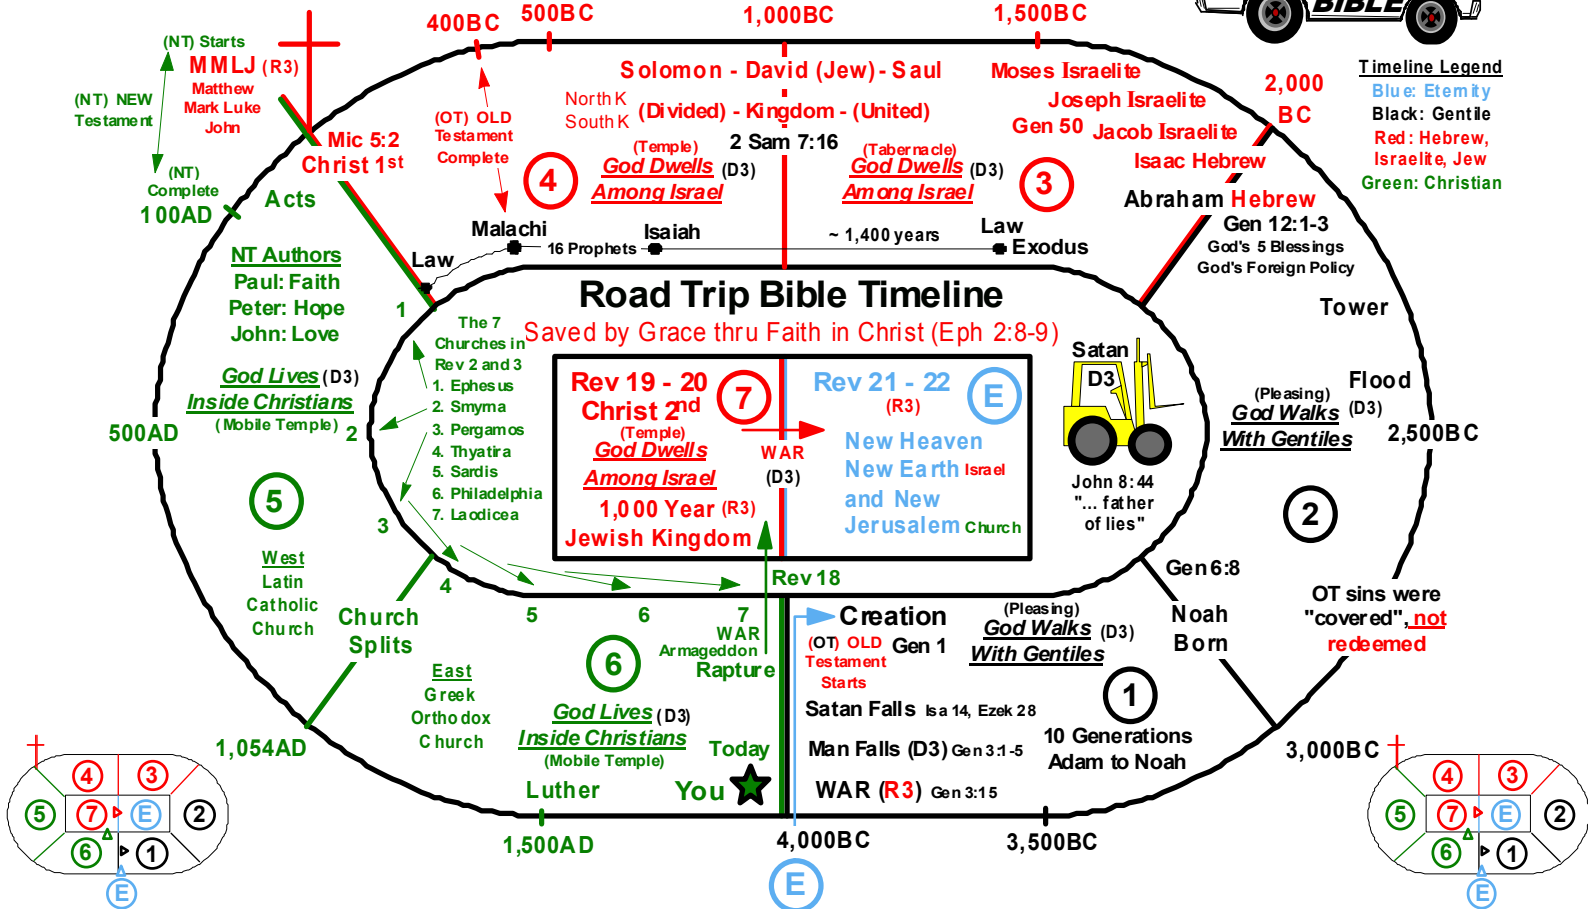 400BC
500BC
1,000BC
1,500BC
BIBLE
(NT) Starts
MMLJ (R3)
Matthew
Mark Luke
John
(NT) NEW
Testament
(NT)
Complete
100AD
Mic 5:2
Christ 1st
Acts
(OT) OLD
Testament
Complete
4
Solomon - David (Jew) - Saul
North K
South K
(Divided) - Kingdom - (United)
2 Sam 7:16
(Temple)
God Dwells (D3)
Among Israel
(Tabernacle)
God Dwells (D3)
Among Israel
3
Moses Israelite
Joseph Israelite
Gen 50
Jacob Israelite
Isaac Hebrew
Abraham Hebrew
2,000
BC
Timeline Legend
Blue: Eternity
Black: Gentile
Red: Hebrew,
Israelite, Jew
Green: Christian
Gen 12:1-3
God's 5 Blessings
God's Foreign Policy
Malachi
16 Prophets
Isaiah
~ 1,400 years
Law
Exodus
Law
NT Authors
Paul: Faith
Peter: Hope
John: Love
God Lives (D3)
Inside Christians
(Mobile Temple)
500AD
5
West
Latin
Catholic
Church
1
2
3
4
5
6
7
The 7
Churches in
Rev 2 and 3
1. Ephesus
2. Smyrna
3. Pergamos
4. Thyatira
5. Sardis
6. Philadelphia
7. Laodicea
Road Trip Bible Timeline
Saved by Grace thru Faith in Christ (Eph 2:8-9)
Rev 19 - 20
Christ 2nd
7
(Temple)
God Dwells
Among Israel
1,000 Year (R3)
Jewish Kingdom
WAR
(D3)
Rev 21 - 22
(R3)
E
New Heaven
New Earth Israel
and New
Jerusalem Church
Satan
D3
John 8:44
"... father
of lies"
Tower
Flood
(D3)
(Pleasing)
God Walks
With Gentiles
2,500BC
2
Gen 6:8
Noah
Born
OT sins were
"covered", not
redeemed
3,000BC
Church
Splits
1,054AD
East
Greek
Orthodox
Church
6
God Lives (D3)
Inside Christians
(Mobile Temple)
Luther
1,500AD
Rev 18
WAR
Armageddon
Rapture
Today
You
Creation
(OT) OLD
Testament
Starts
Gen 1
(Pleasing)
God Walks (D3)
With Gentiles
1
Satan Falls Isa 14, Ezek 28
Man Falls (D3) Gen 3:1-5
WAR (R3) Gen 3:15
10 Generations
Adam to Noah
4,000BC
3,500BC
E
4
3
5
7
E
2
6
1
E
4
3
5
7
E
2
6
1
E